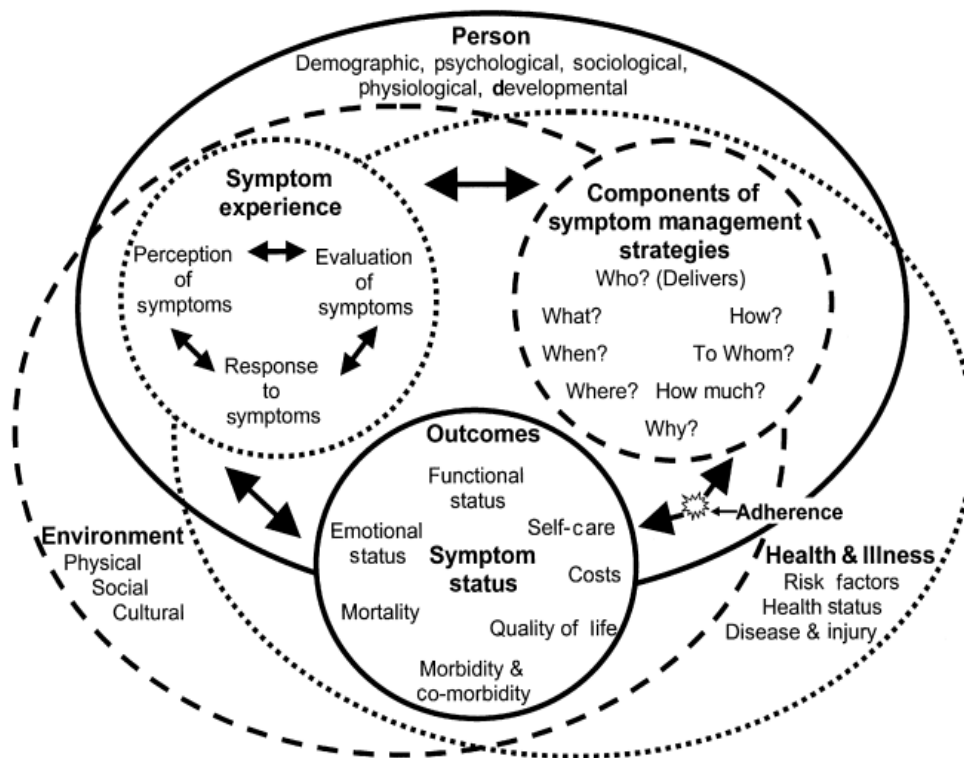 Person
Demographic, psychological, sociological,
physiological, developmental
Symptom
experience
Perception
of
symptoms
Evaluation
of
symptoms
Response
to
symptoms
Components of
symptom management
strategies
Who? (Delivers)
What?
How?
When?
To Whom?
Where?
How much?
Why?
Outcomes
Functional
status
Emotional
status
Self-care
Symptom
status
Costs
Mortality
Quality of life
Morbidity &
co-morbidity
Adherence
Environment
Physical
Social
Cultural
Health & Illness
Risk factors
Health status
Disease & injury